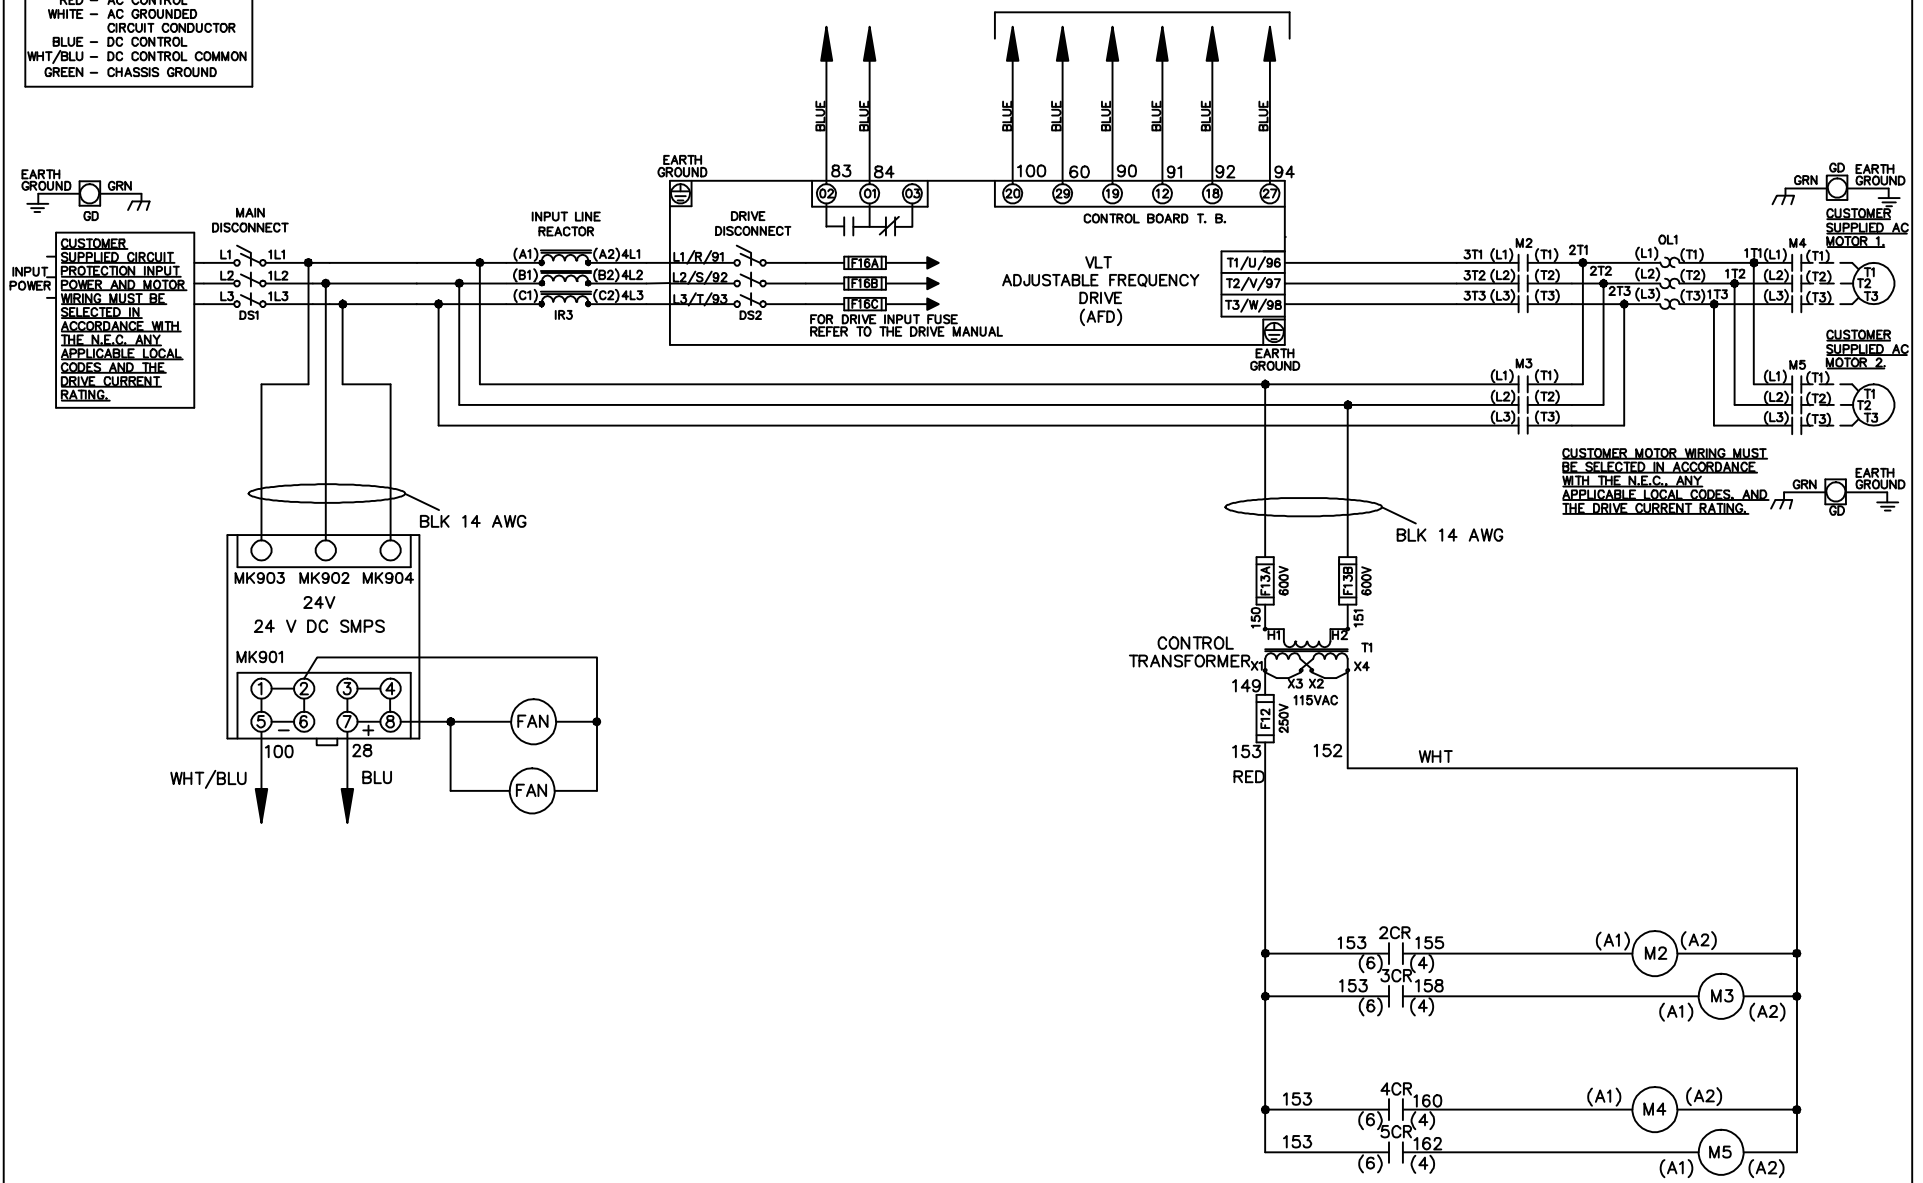 RED – AC CONTROL
WHITE – AC GROUNDED
CIRCUIT CONDUCTOR
BLUE – DC CONTROL
WHT/BLU – DC CONTROL COMMON
GREEN – CHASSIS GROUND
BLUE
BLUE
BLUE
BLUE
BLUE
BLUE
BLUE
BLUE
EARTH
GROUND
GRN
GD
MAIN
DISCONNECT
INPUT LINE
REACTOR
EARTH
GROUND
DRIVE
DISCONNECT
83 84
02 01 03
100 60 90 91 92 94
20 29 19 12 18 27
CONTROL BOARD T. B.
GRN
GD
EARTH
GROUND
INPUT
POWER
CUSTOMER
SUPPLIED CIRCUIT
PROTECTION INPUT
POWER AND MOTOR
WIRING MUST BE
SELECTED IN
ACCORDANCE WITH
THE N.E.C. ANY
APPLICABLE LOCAL
CODES AND THE
DRIVE CURRENT
RATING.
L1 1L1
L2 1L2
L3 1L3
DS1
(A1) (A2) 4L1
(B1) (B2) 4L2
(C1) (C2) 4L3
IR3
L1/R/91
L2/S/92
L3/T/93
DS2
F16A
F16B
F16C
FOR DRIVE INPUT FUSE
REFER TO THE DRIVE MANUAL
VLT
ADJUSTABLE FREQUENCY
DRIVE
(AFD)
T1/U/96
T2/V/97
T3/W/98
EARTH
GROUND
M2
3T1 (L1) (T1) 2T1
3T2 (L2) (T2) 2T2
3T3 (L3) (T3) 2T3
OL1
(L1) (T1) 1T1
(L2) (T2) 1T2
(L3) (T3) 1T3
M4
(L1) (T1)
(L2) (T2)
(L3) (T3)
CUSTOMER
SUPPLIED AC
MOTOR 1.
T1
T2
T3
M3
(L1) (T1)
(L2) (T2)
(L3) (T3)
M5
(L1) (T1)
(L2) (T2)
(L3) (T3)
CUSTOMER
SUPPLIED AC
MOTOR 2.
T1
T2
T3
CUSTOMER MOTOR WIRING MUST
BE SELECTED IN ACCORDANCE
WITH THE N.E.C., ANY
APPLICABLE LOCAL CODES, AND
THE DRIVE CURRENT RATING.
GRN
GD
EARTH
GROUND
BLK 14 AWG
BLK 14 AWG
MK903 MK902 MK904
24V
24 V DC SMPS
MK901
1 2 3 4
5 6 7 8
– +
100
28
WHT/BLU
BLU
FAN
FAN
F13A
600V
F13B
600V
150
151
H1 H2
CONTROL
TRANSFORMER
T1
X1 X4
X3 X2
115VAC
149
F12
250V
153
RED
152
WHT
153 2CR 155
(6) (4)
(A1) M2 (A2)
153 3CR 158
(6) (4)
(A1) M3 (A2)
153 4CR 160
(6) (4)
(A1) M4 (A2)
153 5CR 162
(6) (4)
(A1) M5 (A2)